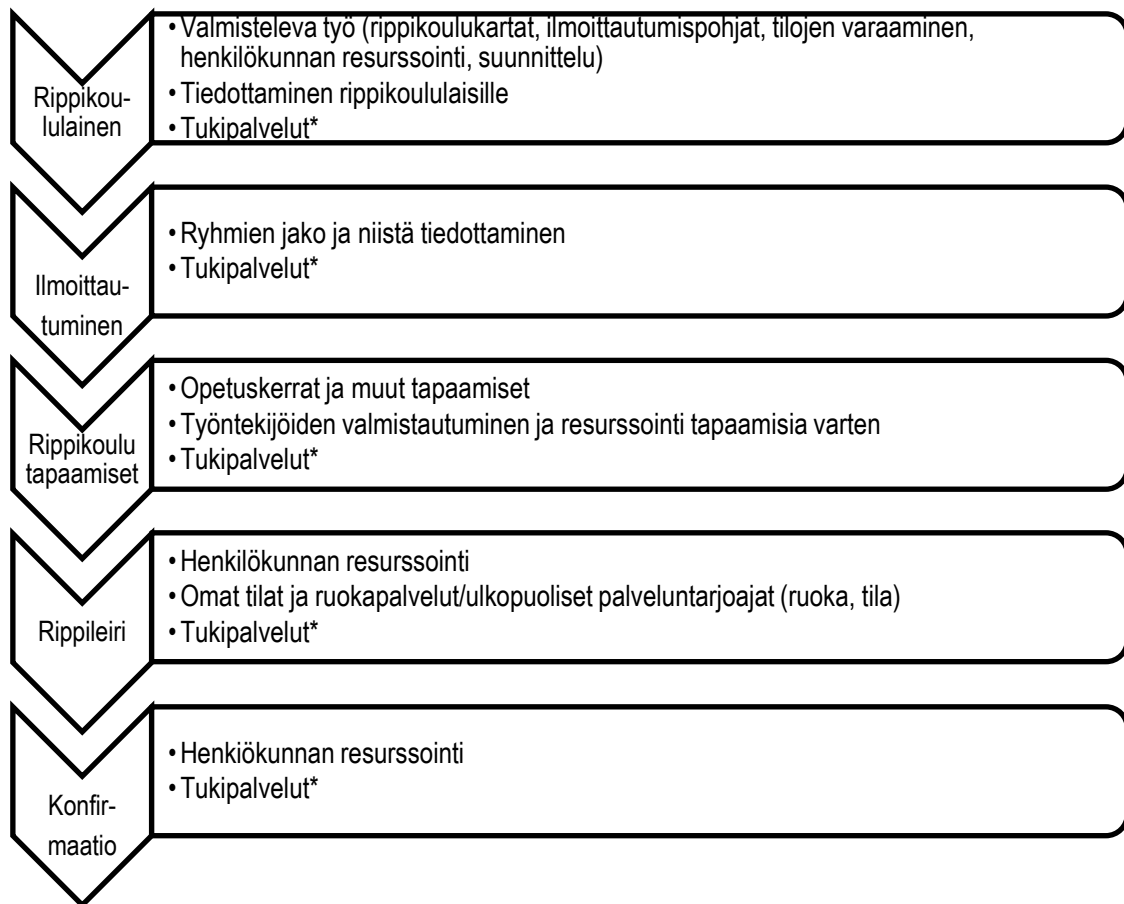 Rippikou-
lulainen
• Valmisteleva työ (rippikoulukartat, ilmoittautumispohjat, tilojen varaaminen,
henkilökunnan resurssointi, suunnittelu)
• Tiedottaminen rippikoululaisille
• Tukipalvelut*
Ilmoittau-
tuminen
• Ryhmien jako ja niistä tiedottaminen
• Tukipalvelut*
Rippikoulu
tapaamiset
• Opetuskerrat ja muut tapaamiset
• Työntekijöiden valmistautuminen ja resurssointi tapaamisia varten
• Tukipalvelut*
Rippileiri
• Henkilökunnan resurssointi
• Omat tilat ja ruokapalvelut/ulkopuoliset palveluntarjoajat (ruoka, tila)
• Tukipalvelut*
Konfir-
maatio
• Henkiökunnan resurssointi
• Tukipalvelut*